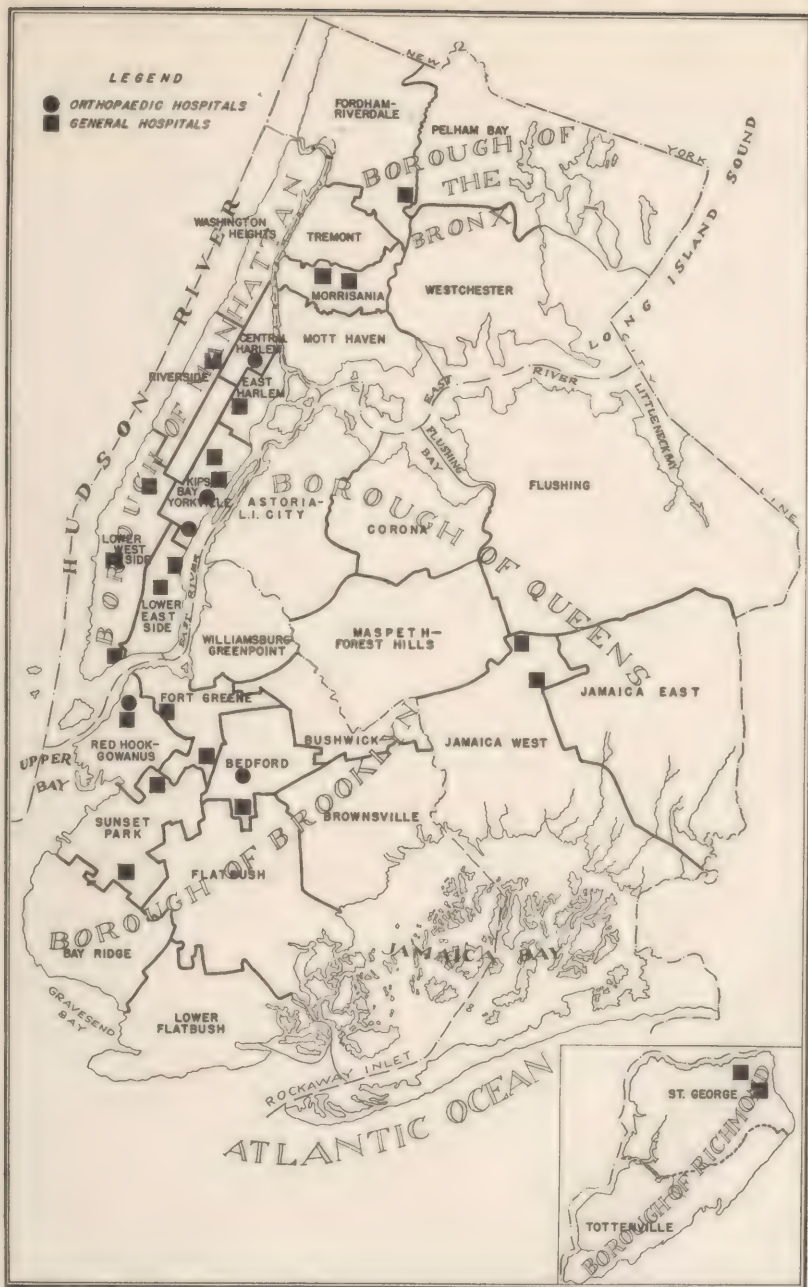 LEGEND
ORTHOPAEDIC HOSPITALS
GENERAL HOSPITALS
NEW YORK
CITY LINE
LONG ISLAND SOUND
HUDSON RIVER
BOROUGH OF THE BRONX
FORDHAM-
RIVERDALE
PELHAM BAY
TREMONT
WESTCHESTER
MORRISANIA
MOTT HAVEN
BOROUGH OF MANHATTAN
WASHINGTON
HEIGHTS
CENTRAL
HARLEM
RIVERSIDE
EAST
HARLEM
KIPS
BAY
YORKVILLE
LOWER
WEST
SIDE
LOWER
EAST
SIDE
EAST RIVER
EAST RIVER
FLUSHING
BAY
LITTLE NECK BAY
BOROUGH OF QUEENS
ASTORIA-
L.I. CITY
CORONA
FLUSHING
MASPETH-
FOREST HILLS
JAMAICA EAST
JAMAICA WEST
BOROUGH OF BROOKLYN
WILLIAMSBURG
GREENPOINT
FORT GREENE
RED HOOK-
GOWANUS
BEDFORD
BUSHWICK
BROWNSVILLE
SUNSET
PARK
FLATBUSH
BAY RIDGE
LOWER
FLATBUSH
UPPER
BAY
GRAVESEND
BAY
JAMAICA BAY
ROCKAWAY INLET
ATLANTIC OCEAN
ST. GEORGE
BOROUGH OF RICHMOND
TOTTENVILLE